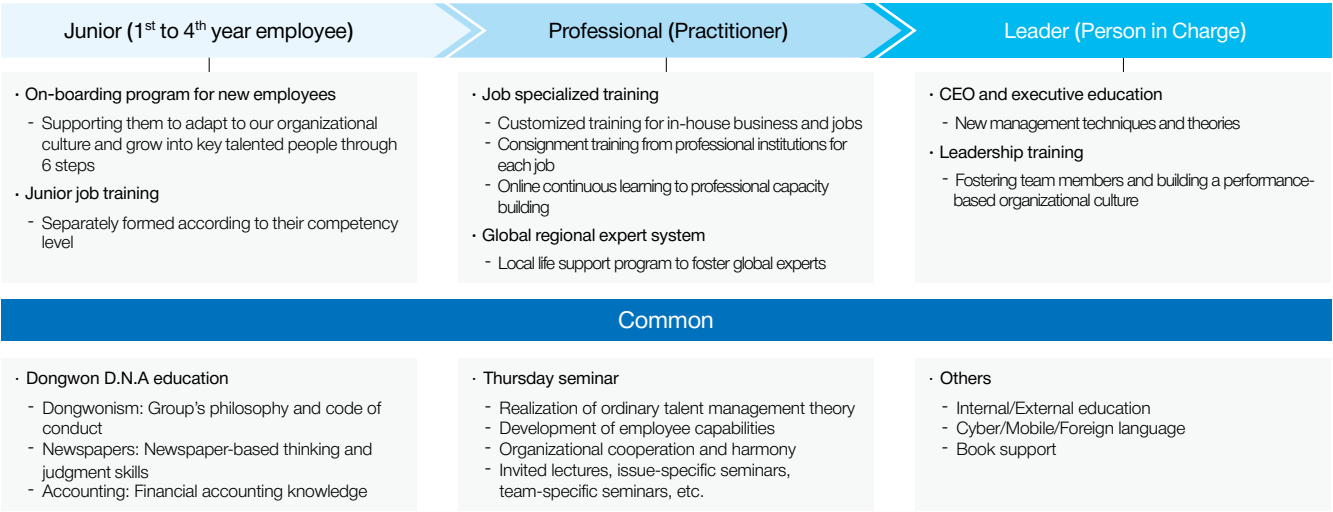 Junior (1st to 4th year employee)
Professional (Practitioner)
Leader (Person in Charge)
· On-boarding program for new employees
- Supporting them to adapt to our organizational
culture and grow into key talented people through
6 steps
· Junior job training
- Separately formed according to their competency
level
· Job specialized training
- Customized training for in-house business and jobs
- Consignment training from professional institutions for
each job
- Online continuous learning to professional capacity
building
· Global regional expert system
- Local life support program to foster global experts
· CEO and executive education
- New management techniques and theories
· Leadership training
- Fostering team members and building a performance-
based organizational culture
Common
· Dongwon D.N.A education
- Dongwonism: Group's philosophy and code of
conduct
- Newspapers: Newspaper-based thinking and
judgment skills
- Accounting: Financial accounting knowledge
· Thursday seminar
- Realization of ordinary talent management theory
- Development of employee capabilities
- Organizational cooperation and harmony
- Invited lectures, issue-specific seminars,
team-specific seminars, etc.
· Others
- Internal/External education
- Cyber/Mobile/Foreign language
- Book support